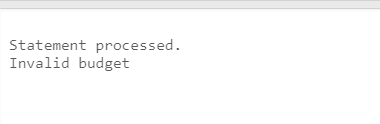 Statement processed.
Invalid budget